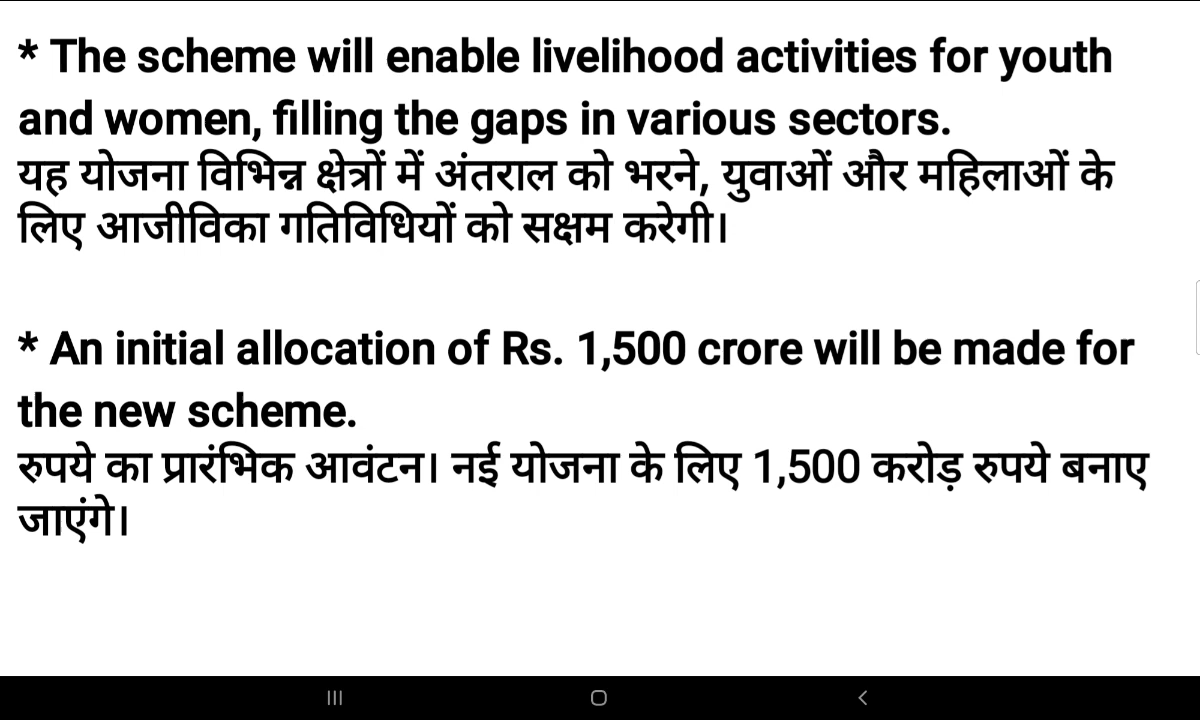 * The scheme will enable livelihood activities for youth
and women, filling the gaps in various sectors.
यह योजना विभिन्न क्षेत्रों में अंतराल को भरने, युवाओं और महिलाओं के
लिए आजीविका गतिविधियों को सक्षम करेगी।
* An initial allocation of Rs. 1,500 crore will be made for
the new scheme.
रुपये का प्रारंभिक आवंटन। नई योजना के लिए 1,500 करोड़ रुपये बनाए
जाएंगे।